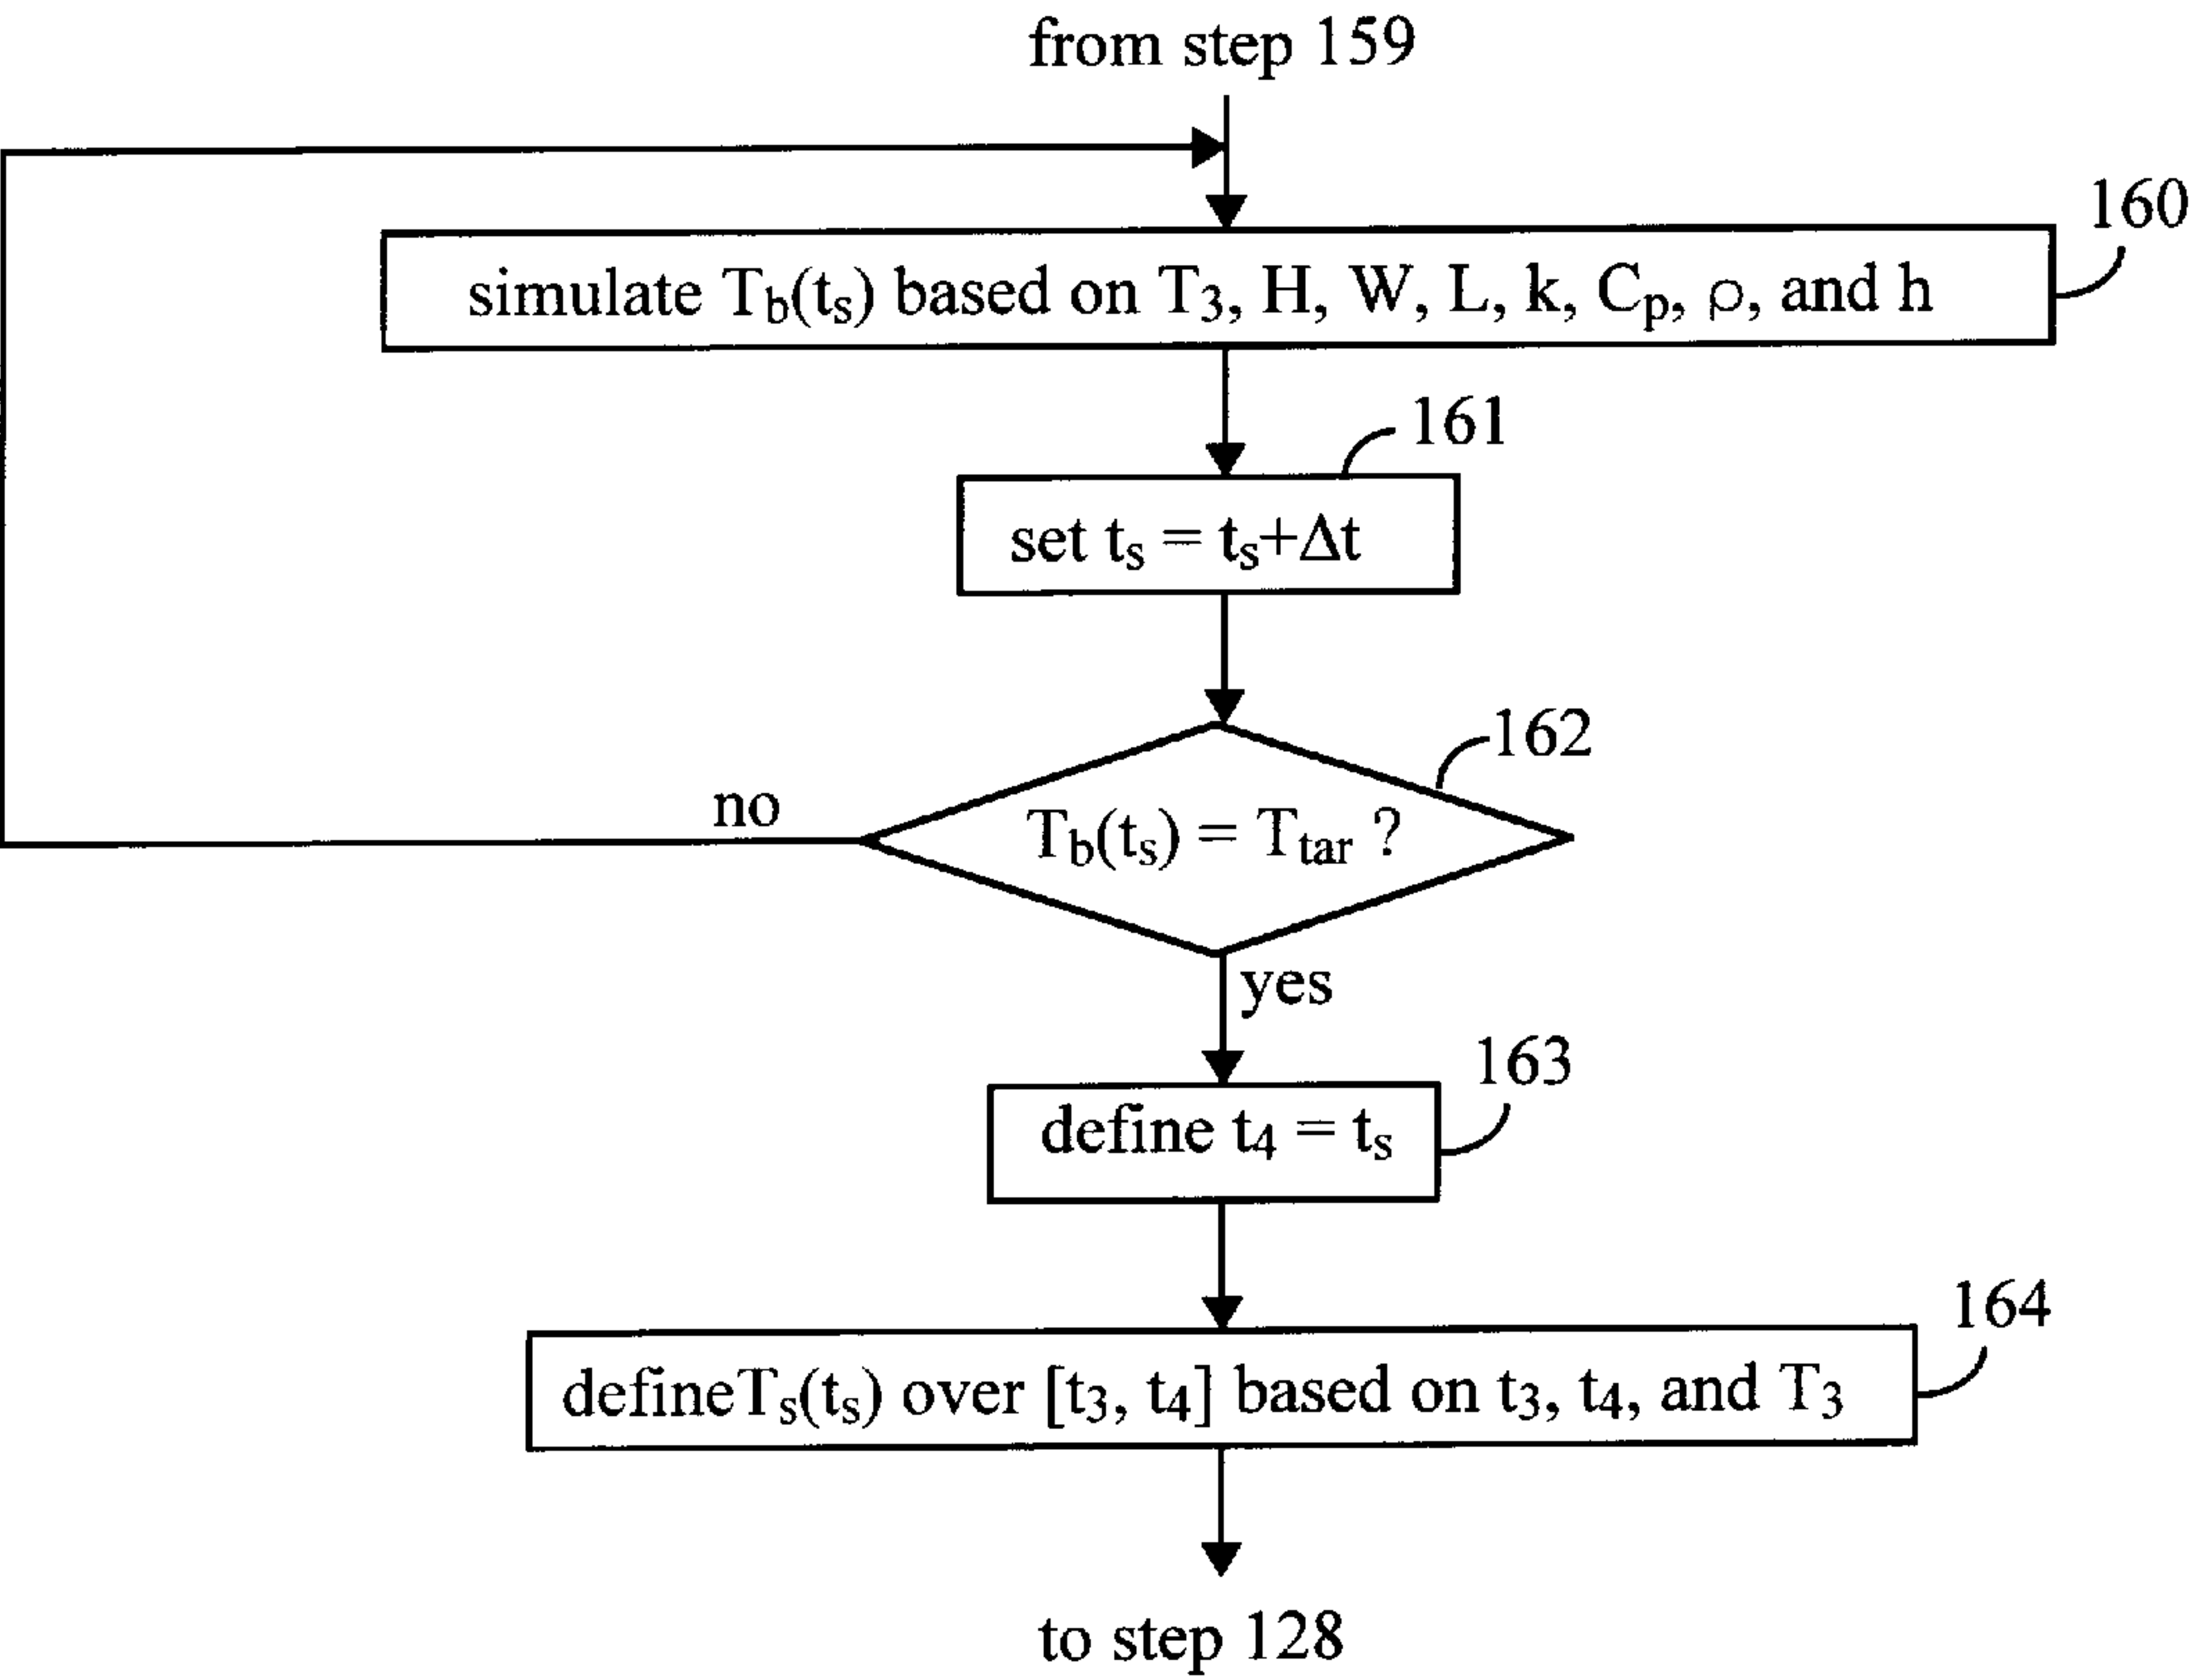 from step 159
160
simulate Tb(ts) based on T3, H, W, L, k, Cp, ρ, and h
161
set ts = ts+Δt
162
no
Tb(ts) = Ttar ?
yes
163
define t4 = ts
164
defineTs(ts) over [t3, t4] based on t3, t4, and T3
to step 128